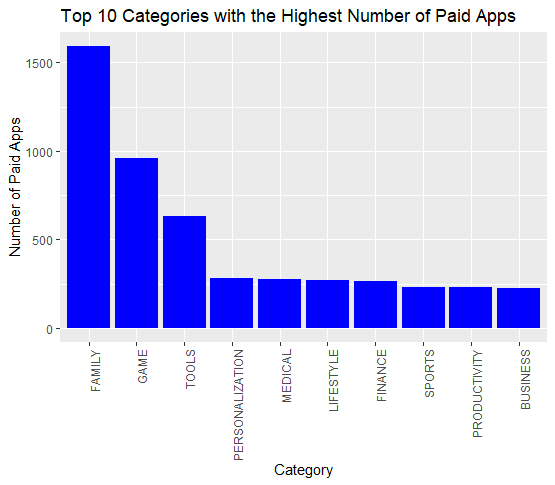 Top 10 Categories with the Highest Number of Paid Apps
Number of Paid Apps
1500
1000
500
0
FAMILY
GAME
TOOLS
PERSONALIZATION
MEDICAL
LIFESTYLE
FINANCE
SPORTS
PRODUCTIVITY
BUSINESS
Category